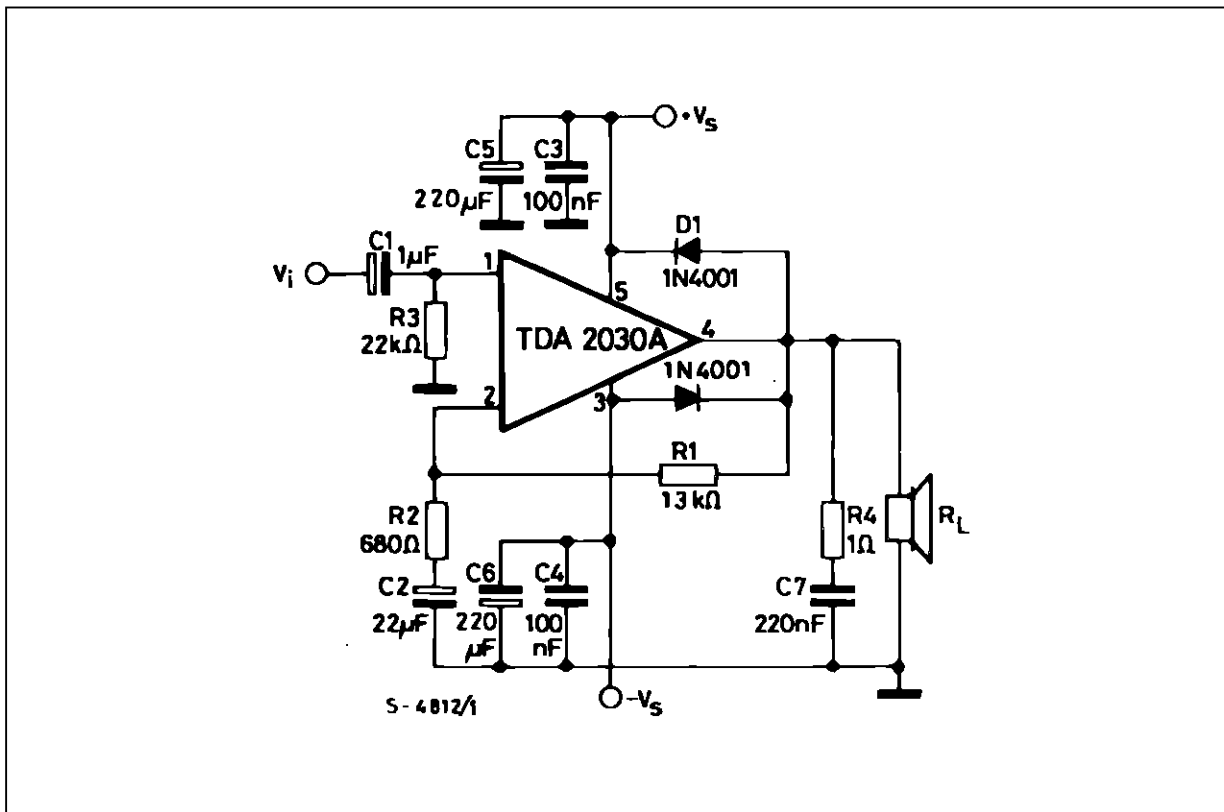 +Vs
C5
220µF
C3
100nF
D1
1N4001
C1
1µF
Vi
1
5
R3
22kΩ
TDA 2030A
4
1N4001
2
3
R1
13kΩ
R2
680Ω
R4
1Ω
RL
C2
22µF
C6
220
µF
C4
100
nF
C7
220nF
-Vs
S-4812/1